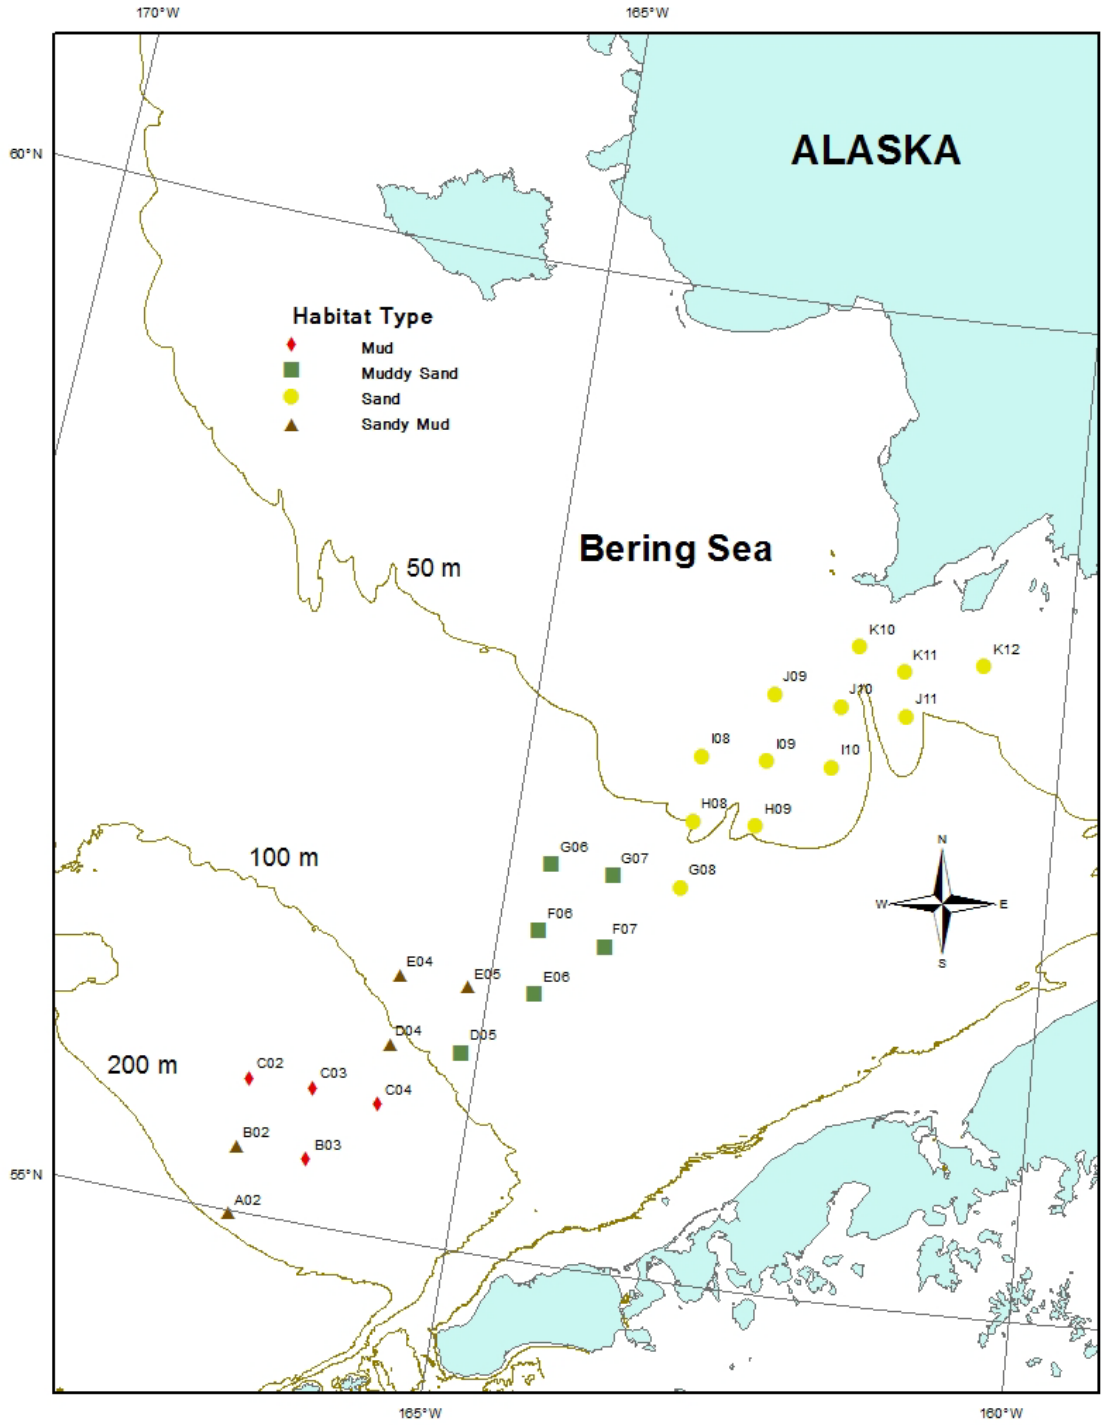 170°W 165°W
60°N
ALASKA
Habitat Type
Mud
Muddy Sand
Sand
Sandy Mud
Bering Sea
50 m
K10
K11
K12
J09
J10
J11
I08
I09
I10
H08
H09
G06
G07
G08
100 m
N
W E
S
F06
F07
E04
E05
E06
D04
D05
200 m
C02
C03
C04
B02
B03
55°N
A02
165°W 160°W